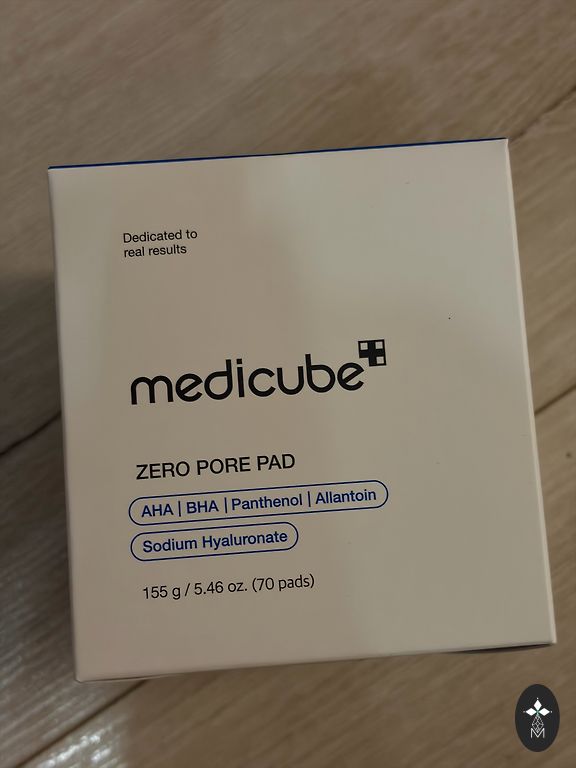 Dedicated to
real results
medicube
ZERO PORE PAD
AHA | BHA | Panthenol | Allantoin
Sodium Hyaluronate
155 g / 5.46 oz. (70 pads)
M